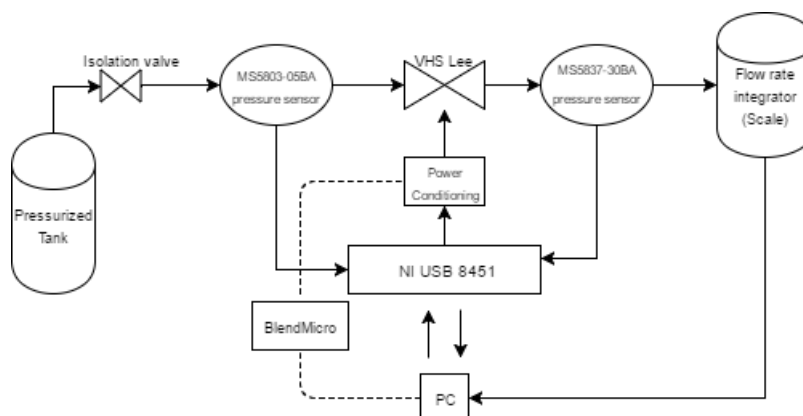 Isolation valve
VHS Lee
MS5803-05BA
pressure sensor
MS5837-30BA
pressure sensor
Flow rate
integrator
(Scale)
Pressurized
Tank
Power
Conditioning
NI USB 8451
BlendMicro
PC